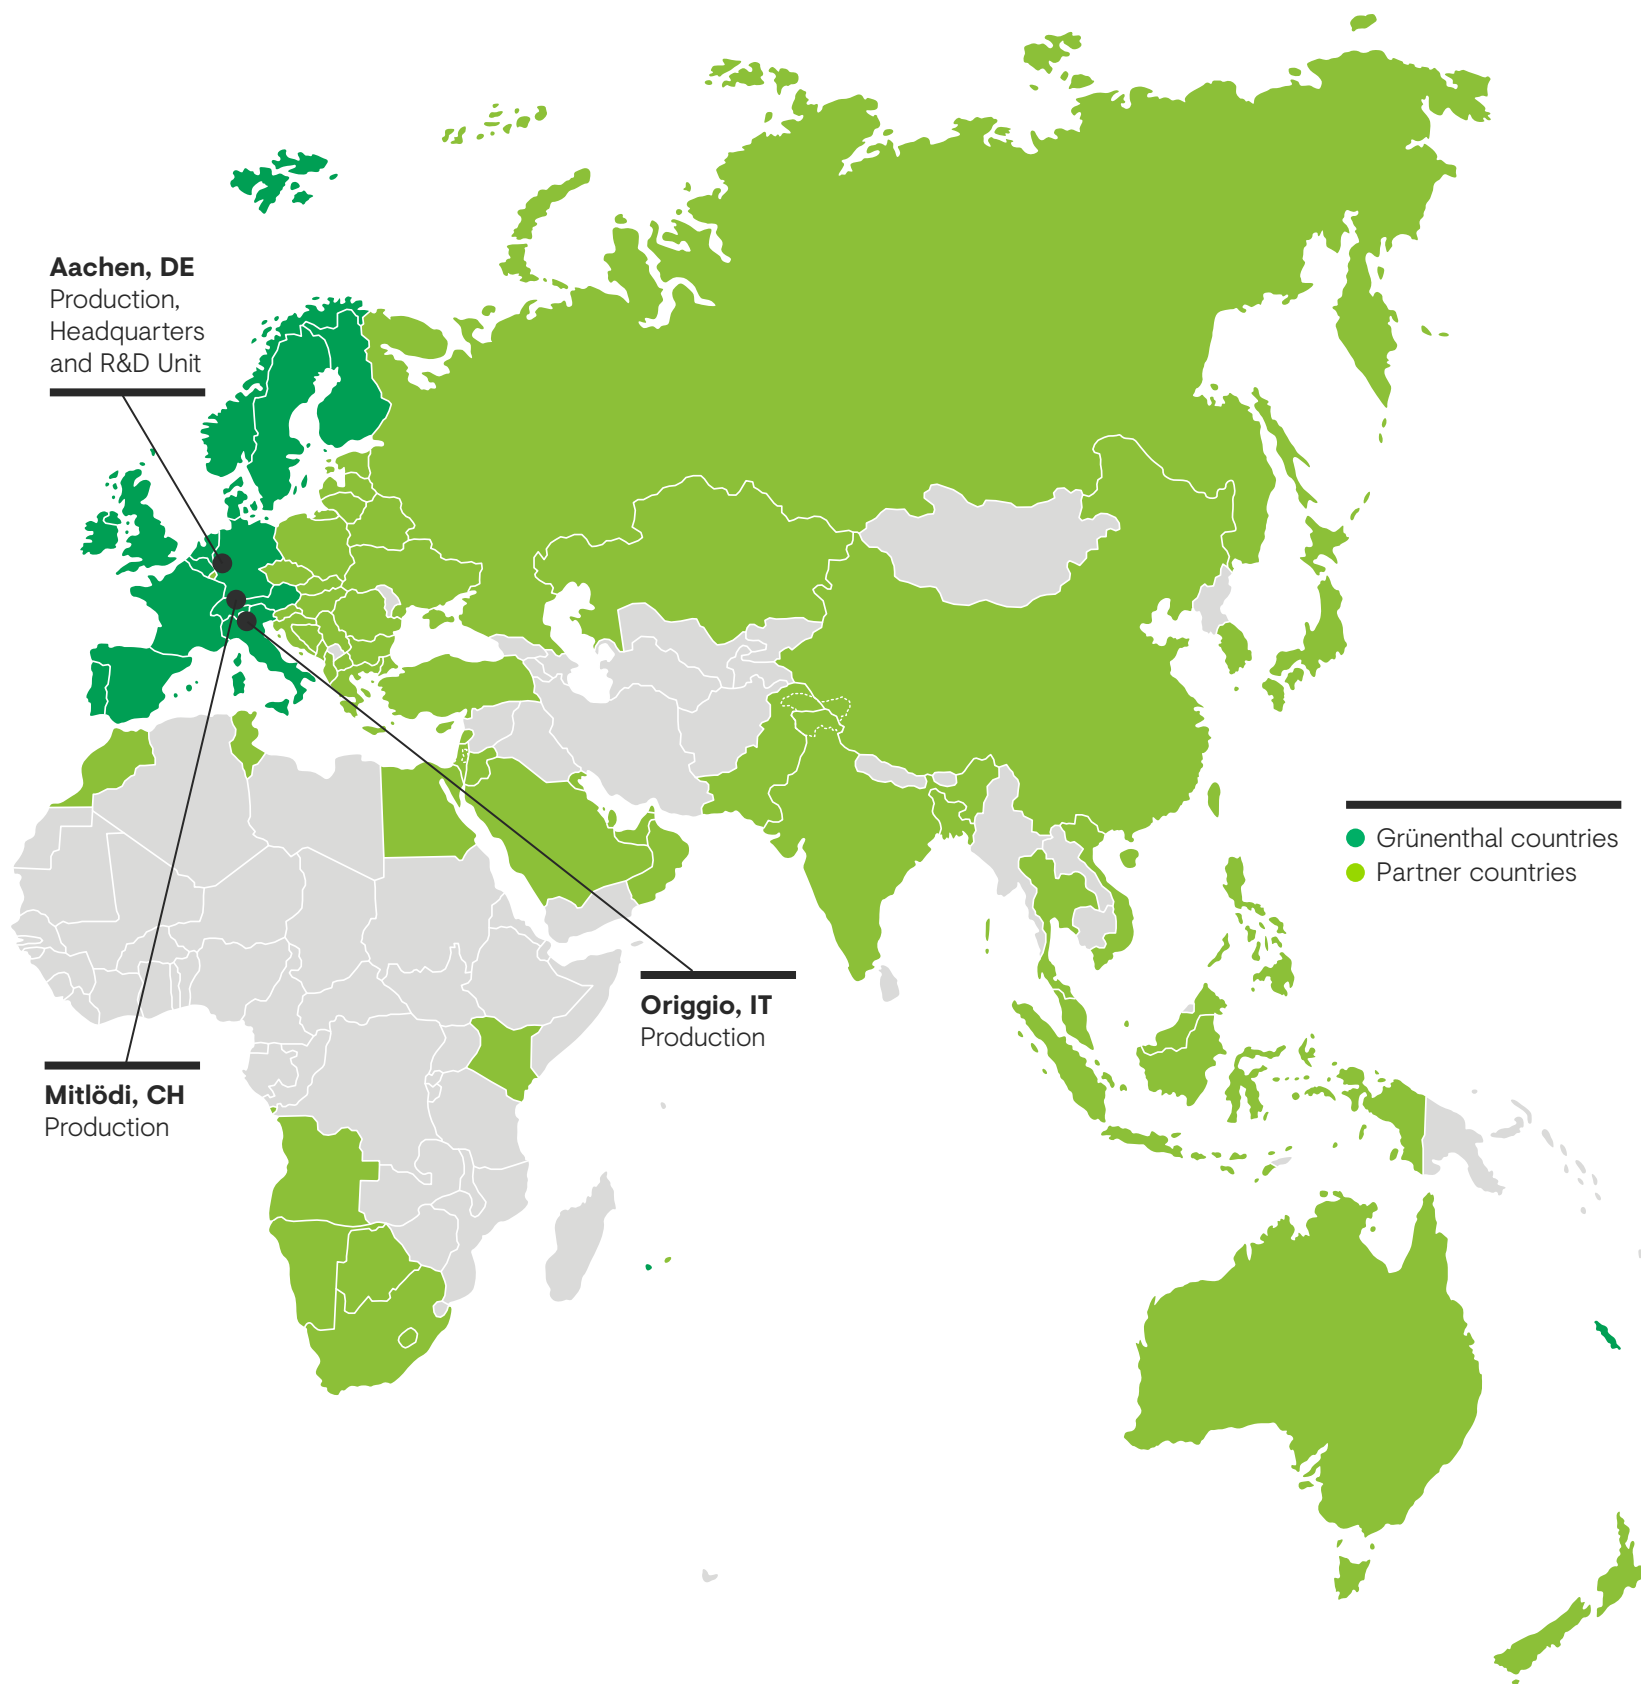 Aachen, DE
Production,
Headquarters
and R&D Unit
Grünenthal countries
Partner countries
Origgio, IT
Production
Mitlödi, CH
Production